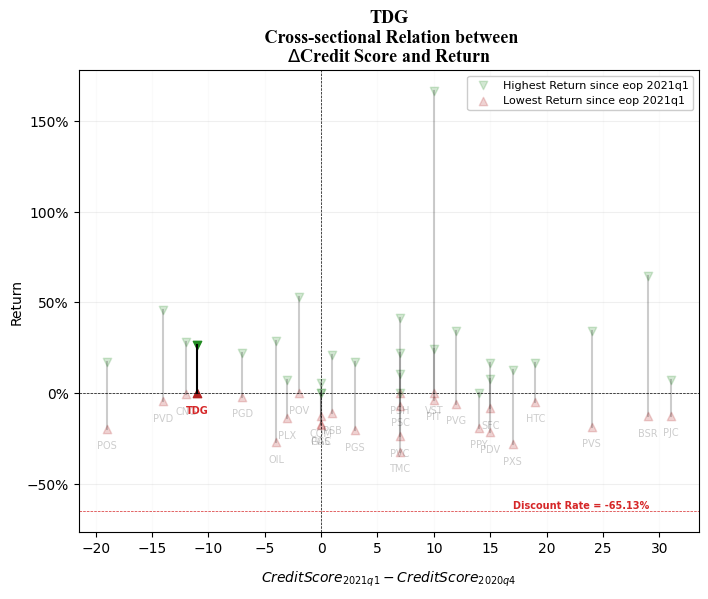 TDG
Cross-sectional Relation between
ΔCredit Score and Return
Highest Return since eop 2021q1
Lowest Return since eop 2021q1
150%
100%
50%
0%
−50%
Return
POS
PVD
TDG
PGD
OIL
PLX
POV
PGS
PSH
PSC
PVC
TMC
VST
PIT
PVG
PPY
SFC
PDV
PXS
HTC
PVS
BSR
PJC
Discount Rate = -65.13%
−20 −15 −10 −5 0 5 10 15 20 25 30
CreditScore2021q1 − CreditScore2020q4